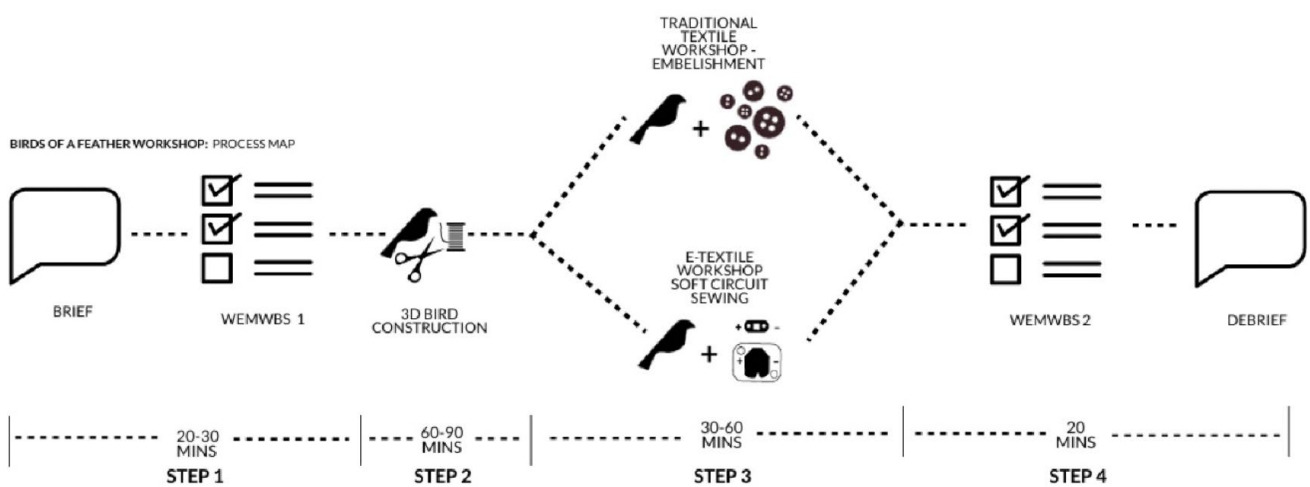 TRADITIONAL
TEXTILE
WORKSHOP -
EMBELISHMENT
BIRDS OF A FEATHER WORKSHOP: PROCESS MAP
BRIEF
WEMWBS 1
3D BIRD
CONSTRUCTION
E-TEXTILE
WORKSHOP
SOFT CIRCUIT
SEWING
WEMWBS 2
DEBRIEF
20-30
MINS
STEP 1
60-90
MINS
STEP 2
30-60
MINS
STEP 3
20
MINS
STEP 4